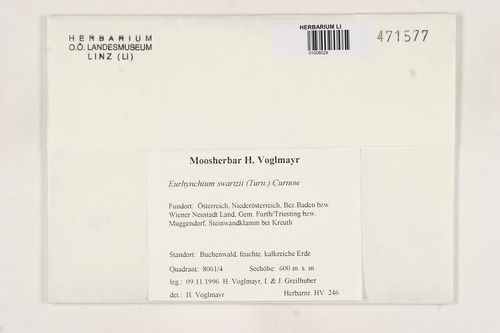 HERBARIUM
O.Ö. LANDESMUSEUM
LINZ (LI)
HERBARIUM LI
471577
Moosherbar H. Voglmayr
Eurhynchium swartzii (Turn.) Curnow
Fundort: Österreich, Niederösterreich, Bez.Baden bzw.
Wiener Neustadt Land, Gem. Furth/Triesting bzw.
Muggendorf, Steinwandklamm bei Kreuth
Standort: Buchenwald, feuchte, kalkreiche Erde
Quadrant: 8061/4 Seehöhe: 600 m. s. m.
leg.: 09.11.1996 H. Voglmayr, I. & J. Greilhuber
det.: H. Voglmayr Herbarnr. HV 246